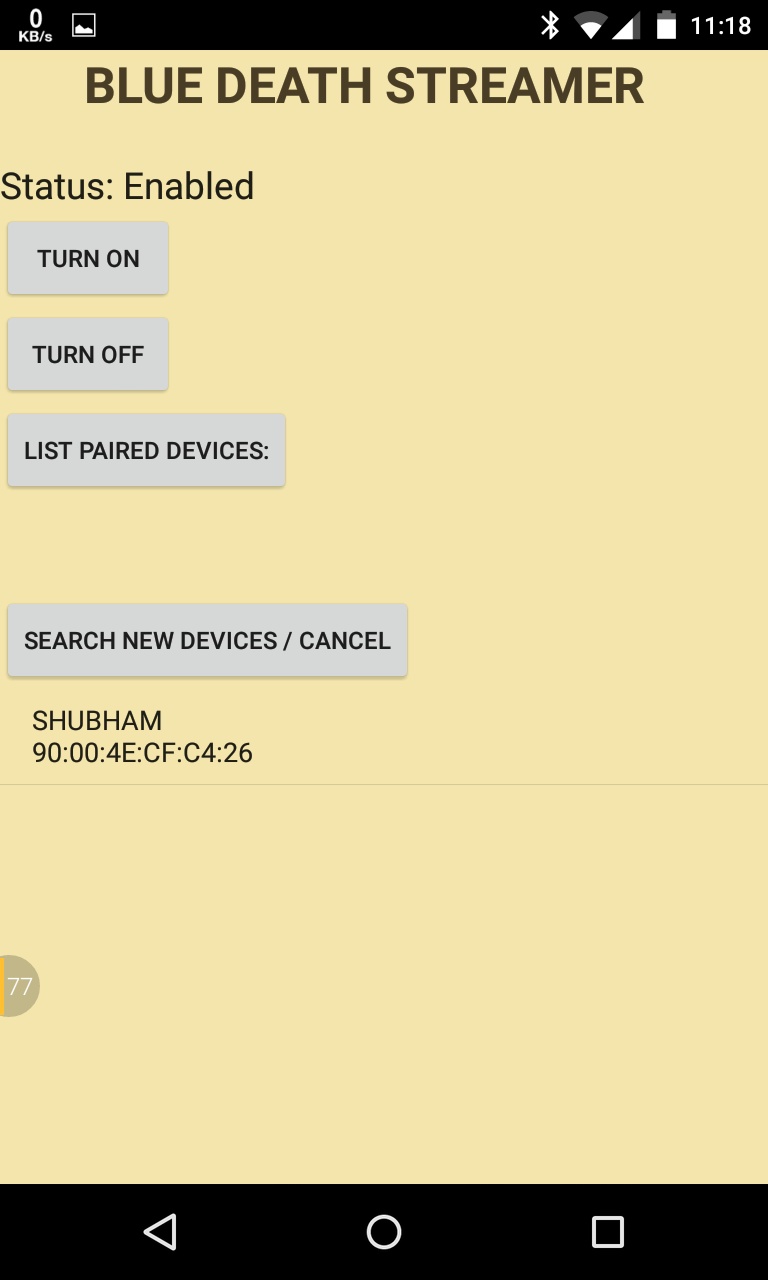 0
KB/s
11:18
BLUE DEATH STREAMER
Status: Enabled
TURN ON
TURN OFF
LIST PAIRED DEVICES:
SEARCH NEW DEVICES / CANCEL
SHUBHAM
90:00:4E:CF:C4:26
77